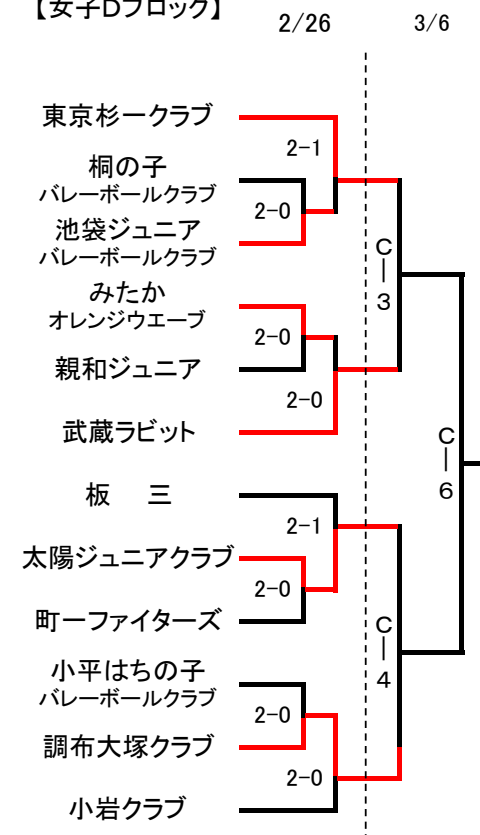 【女子Dブロック】
2/26
3/6
東京杉一クラブ
2-1
桐の子
バレーボールクラブ
2-0
池袋ジュニア
バレーボールクラブ
C
|
3
みたか
オレンジウエーブ
2-0
親和ジュニア
2-0
武蔵ラビット
C
|
6
板　三
2-1
太陽ジュニアクラブ
2-0
町一ファイターズ
C
|
4
小平はちの子
バレーボールクラブ
2-0
調布大塚クラブ
2-0
小岩クラブ